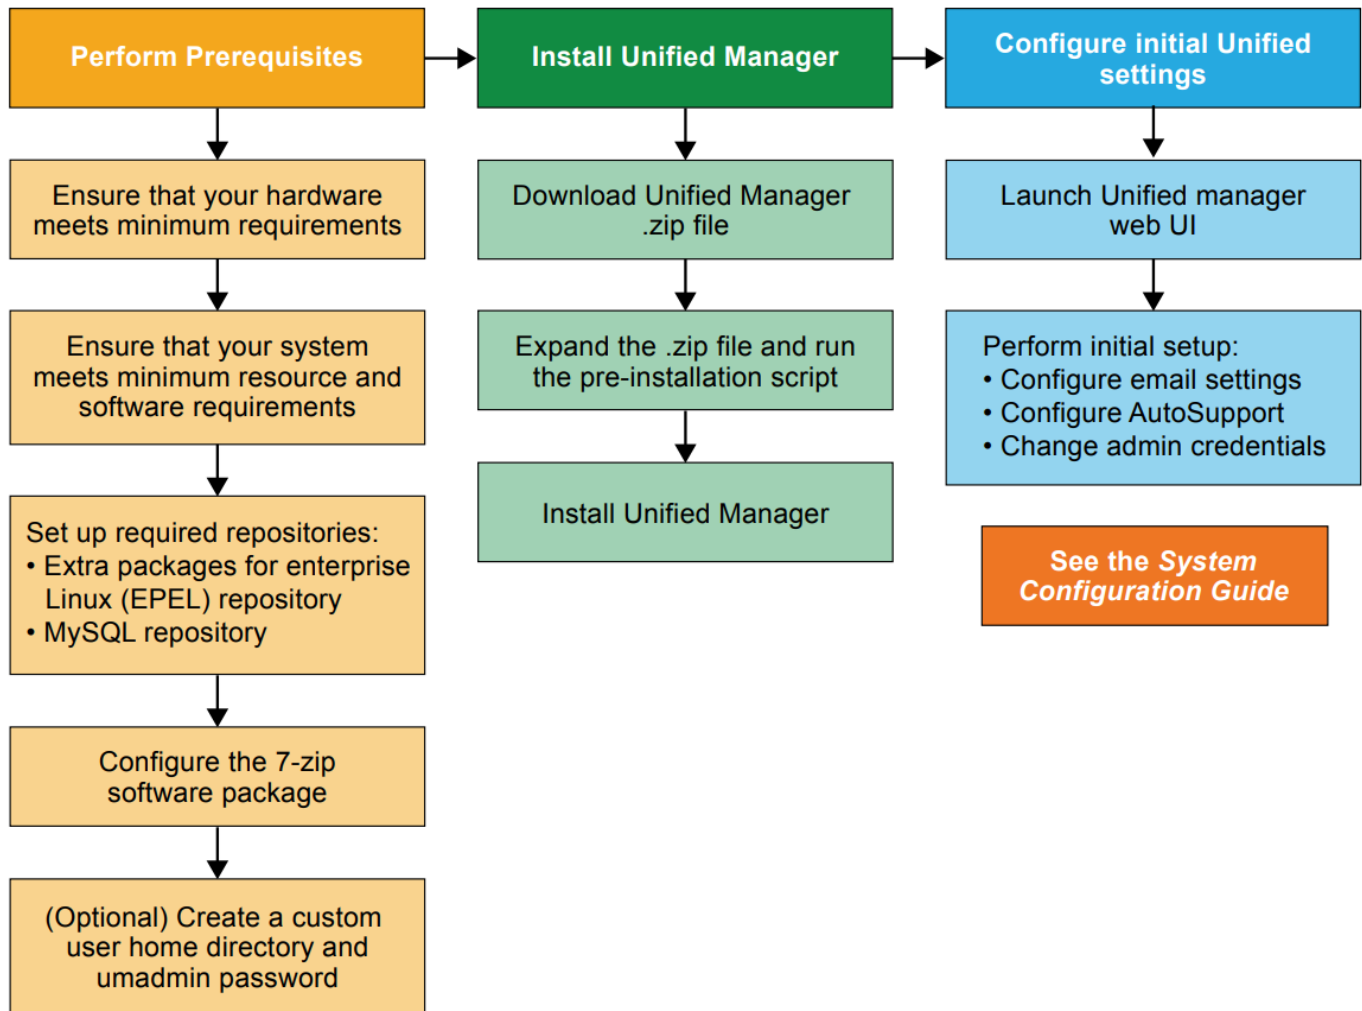 Perform Prerequisites
Ensure that your hardware
meets minimum requirements
Ensure that your system
meets minimum resource and
software requirements
Set up required repositories:
• Extra packages for enterprise
Linux (EPEL) repository
• MySQL repository
Configure the 7-zip
software package
(Optional) Create a custom
user home directory and
umadmin password
Install Unified Manager
Download Unified Manager
.zip file
Expand the .zip file and run
the pre-installation script
Install Unified Manager
Configure initial Unified
settings
Launch Unified manager
web UI
Perform initial setup:
• Configure email settings
• Configure AutoSupport
• Change admin credentials
See the System
Configuration Guide